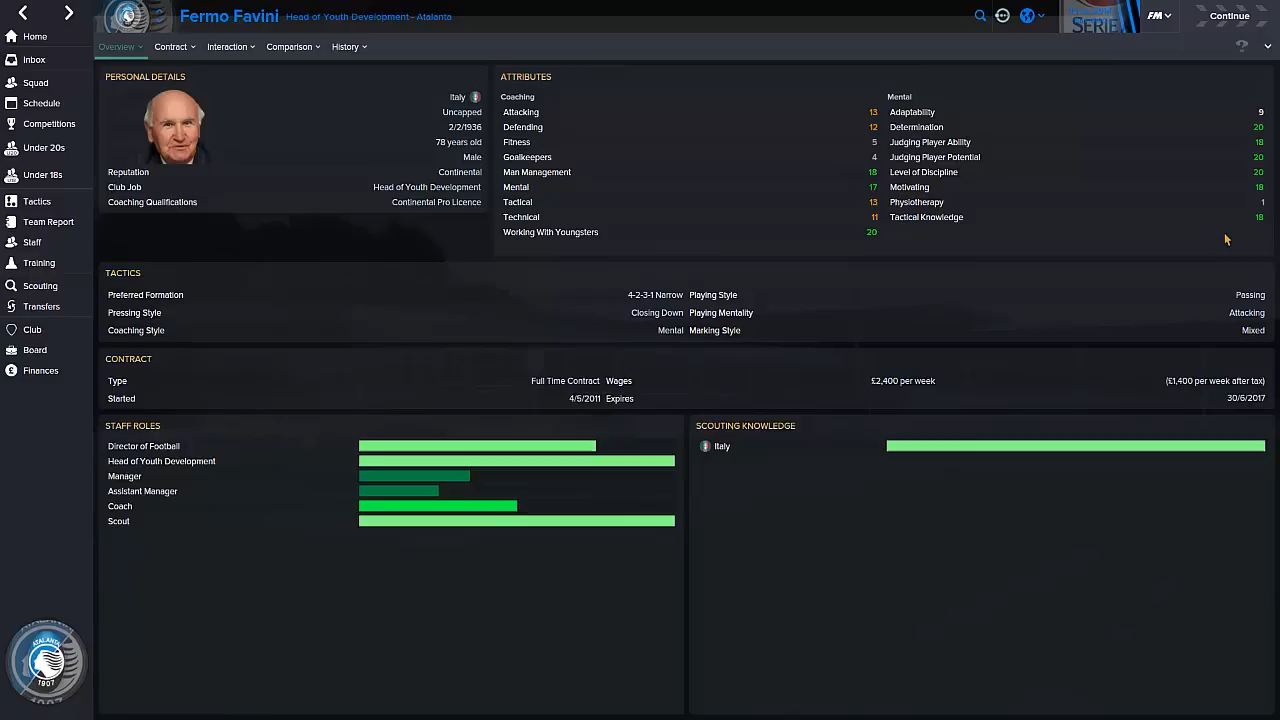 Fermo Favini Head of Youth Development - Atalanta
SERIE
FM
Continue
Home
Inbox
Squad
Schedule
Competitions
Under 20s
Under 18s
Tactics
Team Report
Staff
Training
Scouting
Transfers
Club
Board
Finances
ATALANTA
1907
Overview Contract Interaction Comparison History
PERSONAL DETAILS
Italy
Uncapped
2/2/1936
78 years old
Male
Reputation Continental
Club Job Head of Youth Development
Coaching Qualifications Continental Pro Licence
ATTRIBUTES
Coaching
Attacking 13
Defending 12
Fitness 5
Goalkeepers 4
Man Management 18
Mental 17
Tactical 13
Technical 11
Working With Youngsters 20
Mental
Adaptability 9
Determination 20
Judging Player Ability 18
Judging Player Potential 20
Level of Discipline 20
Motivating 18
Physiotherapy 1
Tactical Knowledge 18
TACTICS
Preferred Formation 4-2-3-1 Narrow Playing Style Passing
Pressing Style Closing Down Playing Mentality Attacking
Coaching Style Mental Marking Style Mixed
CONTRACT
Type Full Time Contract Wages £2,400 per week (£1,400 per week after tax)
Started 4/5/2011 Expires 30/6/2017
STAFF ROLES
Director of Football
Head of Youth Development
Manager
Assistant Manager
Coach
Scout
SCOUTING KNOWLEDGE
Italy